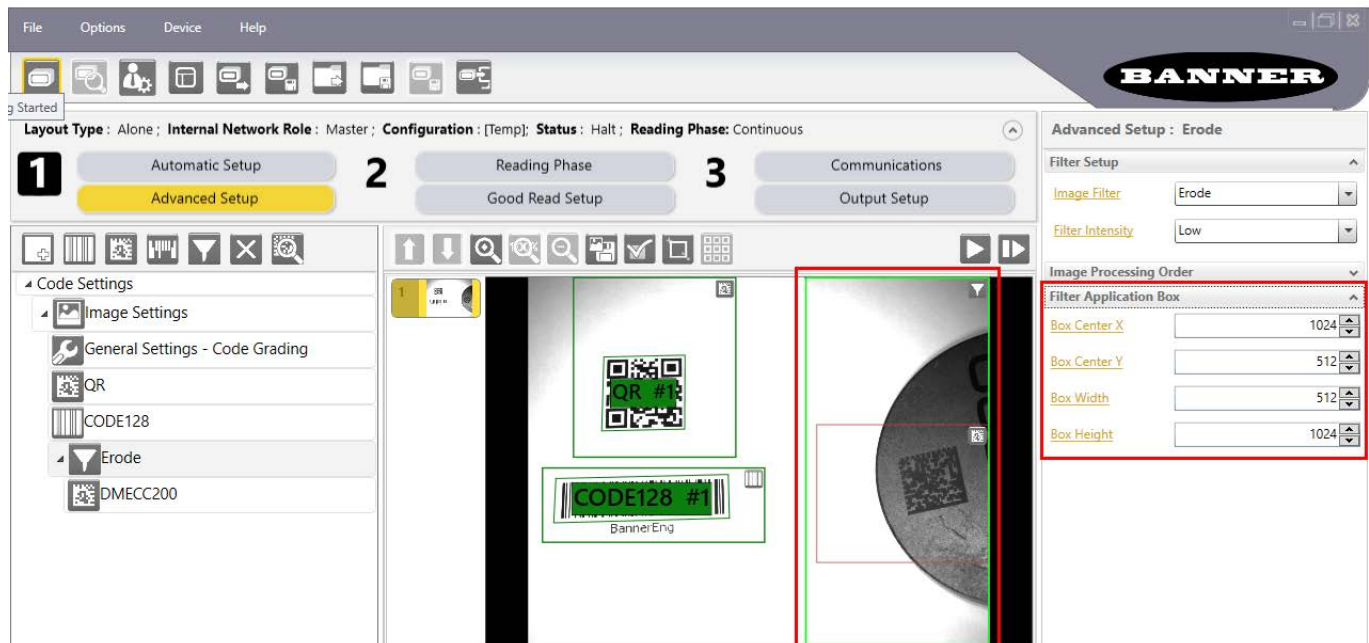 File Options Device Help
BANNER
g Started
Layout Type : Alone ; Internal Network Role : Master ; Configuration : [Temp]; Status : Halt ; Reading Phase: Continuous
1 Automatic Setup 2 Reading Phase 3 Communications
Advanced Setup Good Read Setup Output Setup
Code Settings
Image Settings
General Settings - Code Grading
QR
CODE128
Erode
DMECC200
1
QR #1
CODE128 #1
BannerEng
Advanced Setup : Erode
Filter Setup
Image Filter Erode
Filter Intensity Low
Image Processing Order
Filter Application Box
Box Center X 1024
Box Center Y 512
Box Width 512
Box Height 1024